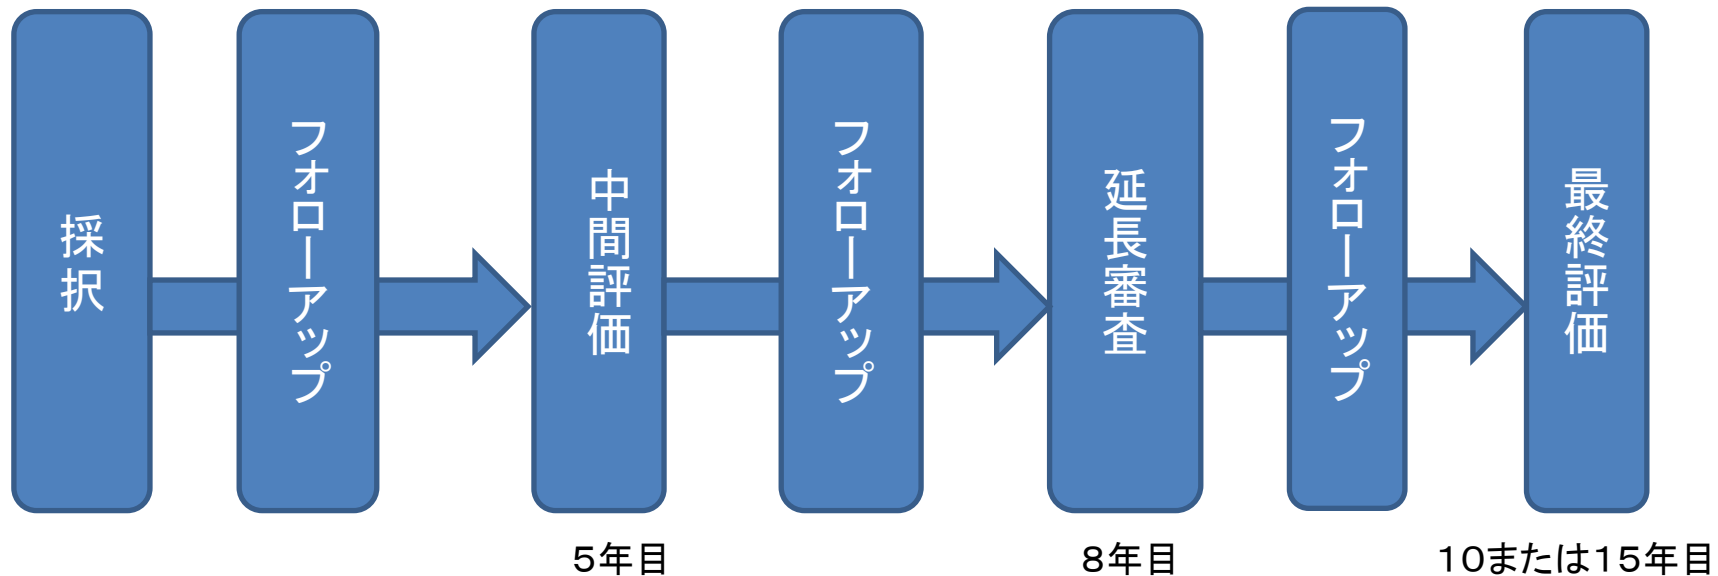 採択
フォローアップ
中間評価
フォローアップ
延長審査
フォローアップ
最終評価
５年目
８年目
１０または１５年目